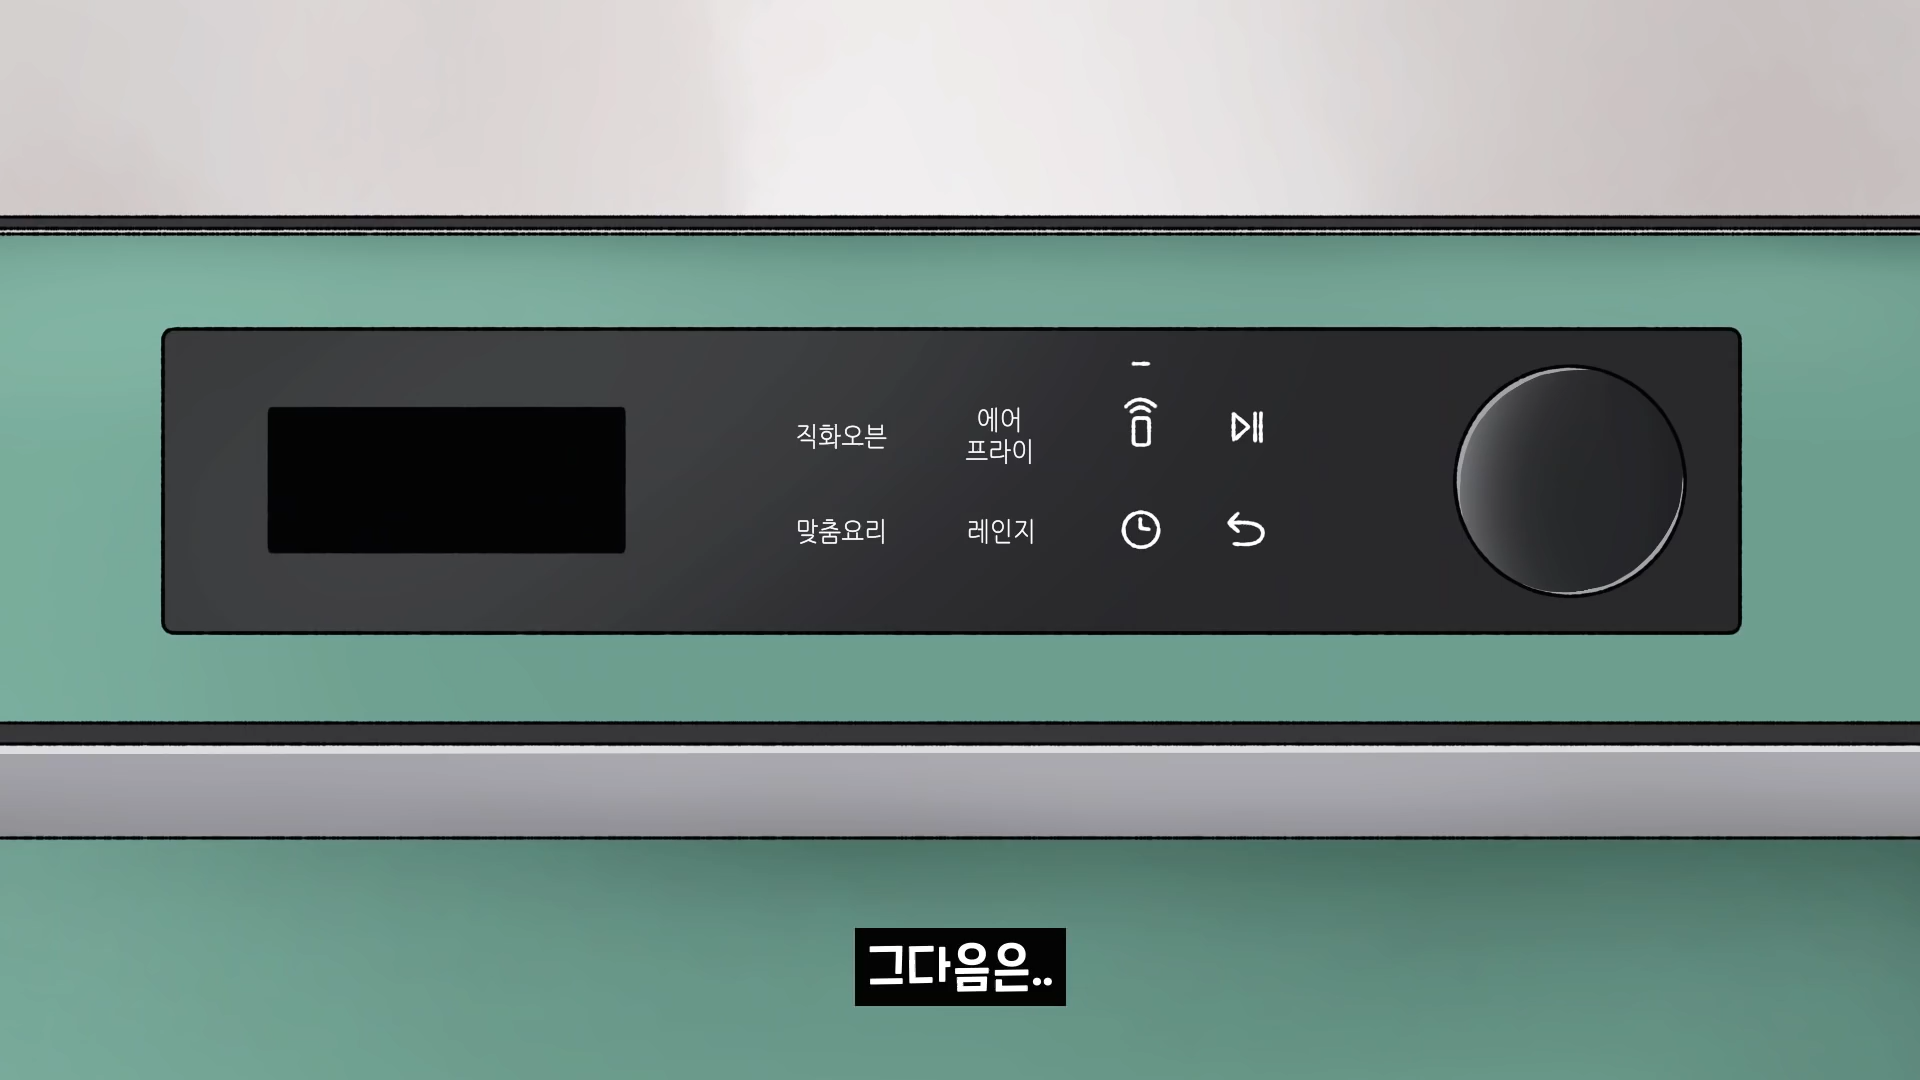 직화오븐
에어
프라이
맞춤요리
레인지
그다음은..